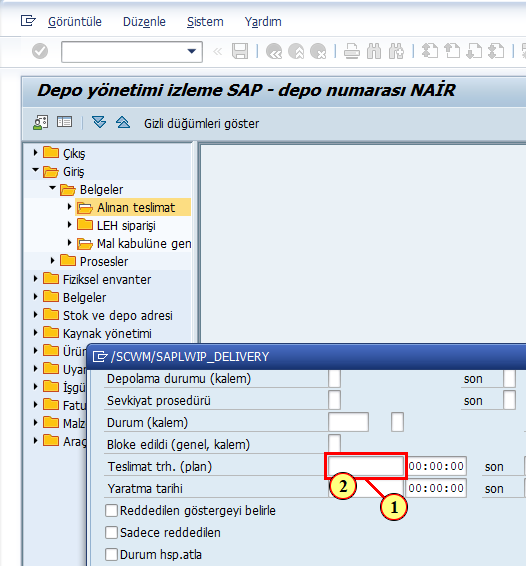 Görüntüle Düzenle Sistem Yardım
Depo yönetimi izleme SAP - depo numarası NAİR
Gizli düğümleri göster
Çıkış
Giriş
Belgeler
Alınan teslimat
LEH siparişi
Mal kabulüne gen
Prosesler
Fiziksel envanter
Belgeler
Stok ve depo adresi
Kaynak yönetimi
Ürün
Uyar
İşgü
Fatu
Malz
Araç
/SCWM/SAPLWIP_DELIVERY
Depolama durumu (kalem) son
Sevkiyat prosedürü son
Durum (kalem)
Bloke edildi (genel, kalem)
Teslimat trh. (plan) 00:00:00 son
Yaratma tarihi 00:00:00 son
2
1
Reddedilen göstergeyi belirle
Sadece reddedilen
Durum hsp.atla